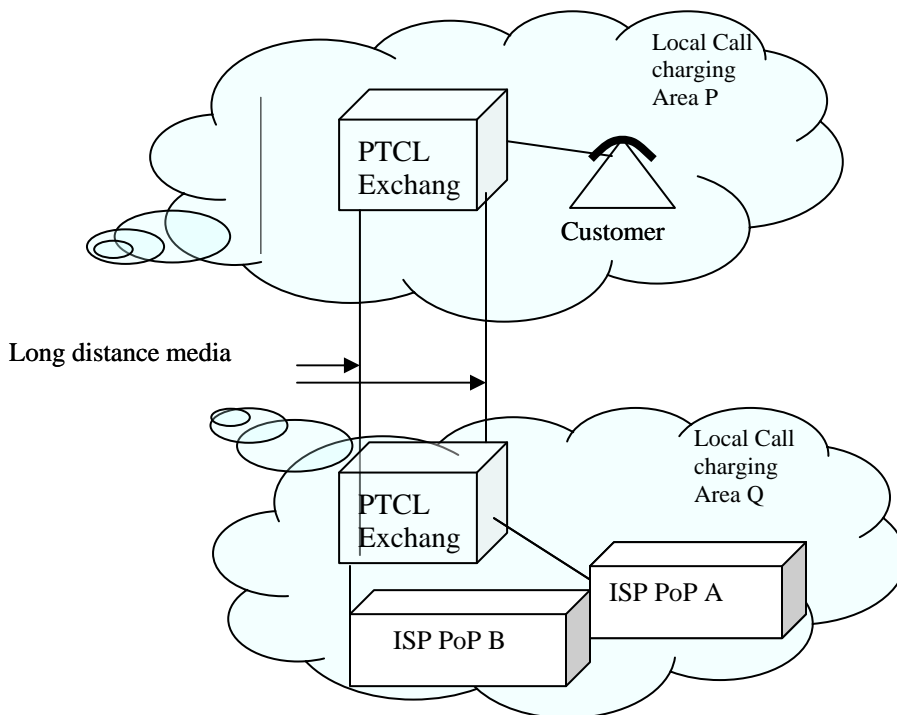 Local Call
charging
Area P
PTCL
Exchang
Customer
Long distance media
Local Call
charging
Area Q
PTCL
Exchang
ISP PoP A
ISP PoP B